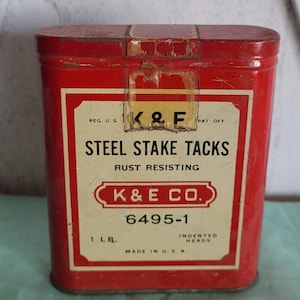 REG. U.S. K & E PAT. OFF.
STEEL STAKE TACKS
RUST RESISTING
K & E CO.
6495-1
1 LB. INDENTED
HEADS
MADE IN U.S.A.